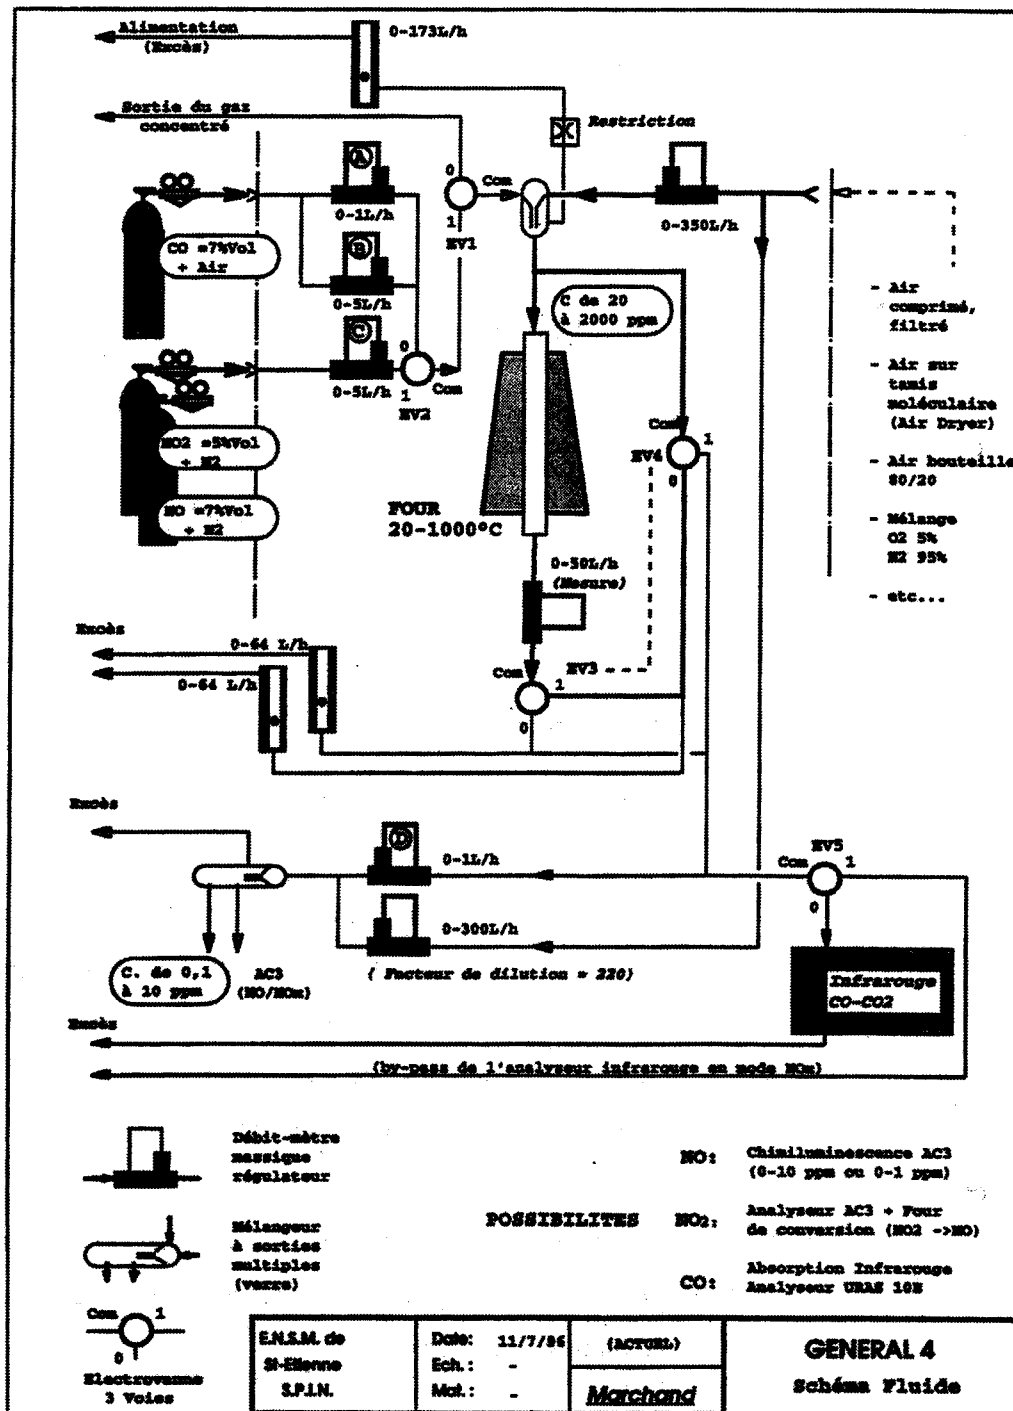 Alimentation
(Excès)
0-173L/h
Sortie du gaz
concentré
Restriction
A
0-1L/h
0
Com
1
EV1
0-350L/h
CO =7%Vol
+ Air
B
0-5L/h
C de 20
à 2000 ppm
C
0-5L/h
0
1
Com
EV2
- Air
comprimé,
filtré
- Air sur
tamis
moléculaire
(Air Dryer)
- Air bouteille
80/20
- Mélange
O2 5%
N2 95%
- etc...
NO2 =5%Vol
+ N2
NO =7%Vol
+ N2
FOUR
20-1000°C
Com
1
EV4
0
0-50L/h
(Mesure)
Excès
0-64 L/h
0-64 L/h
Com
EV3
1
0
Excès
D
0-1L/h
EV5
Com
1
0
0-300L/h
C. de 0,1
à 10 ppm
AC3
(NO/NOx)
( Facteur de dilution = 220)
Infrarouge
CO-CO2
Excès
(by-pass de l'analyseur infrarouge en mode NOx)
Débit-mètre
massique
régulateur
Mélangeur
à sorties
multiples
(verre)
Com
1
0
Electrovanne
3 Voies
POSSIBILITES
NO:
Chimiluminescence AC3
(0-10 ppm ou 0-1 ppm)
NO2:
Analyseur AC3 + Four
de conversion (NO2 ->NO)
CO:
Absorption Infrarouge
Analyseur URAS 10E
E.N.S.M. de
St-Etienne
S.P.I.N.
Date: 11/7/96
Ech.: -
Mat.: -
(ACTUEL)
Marchand
GENERAL 4
Schéma Fluide